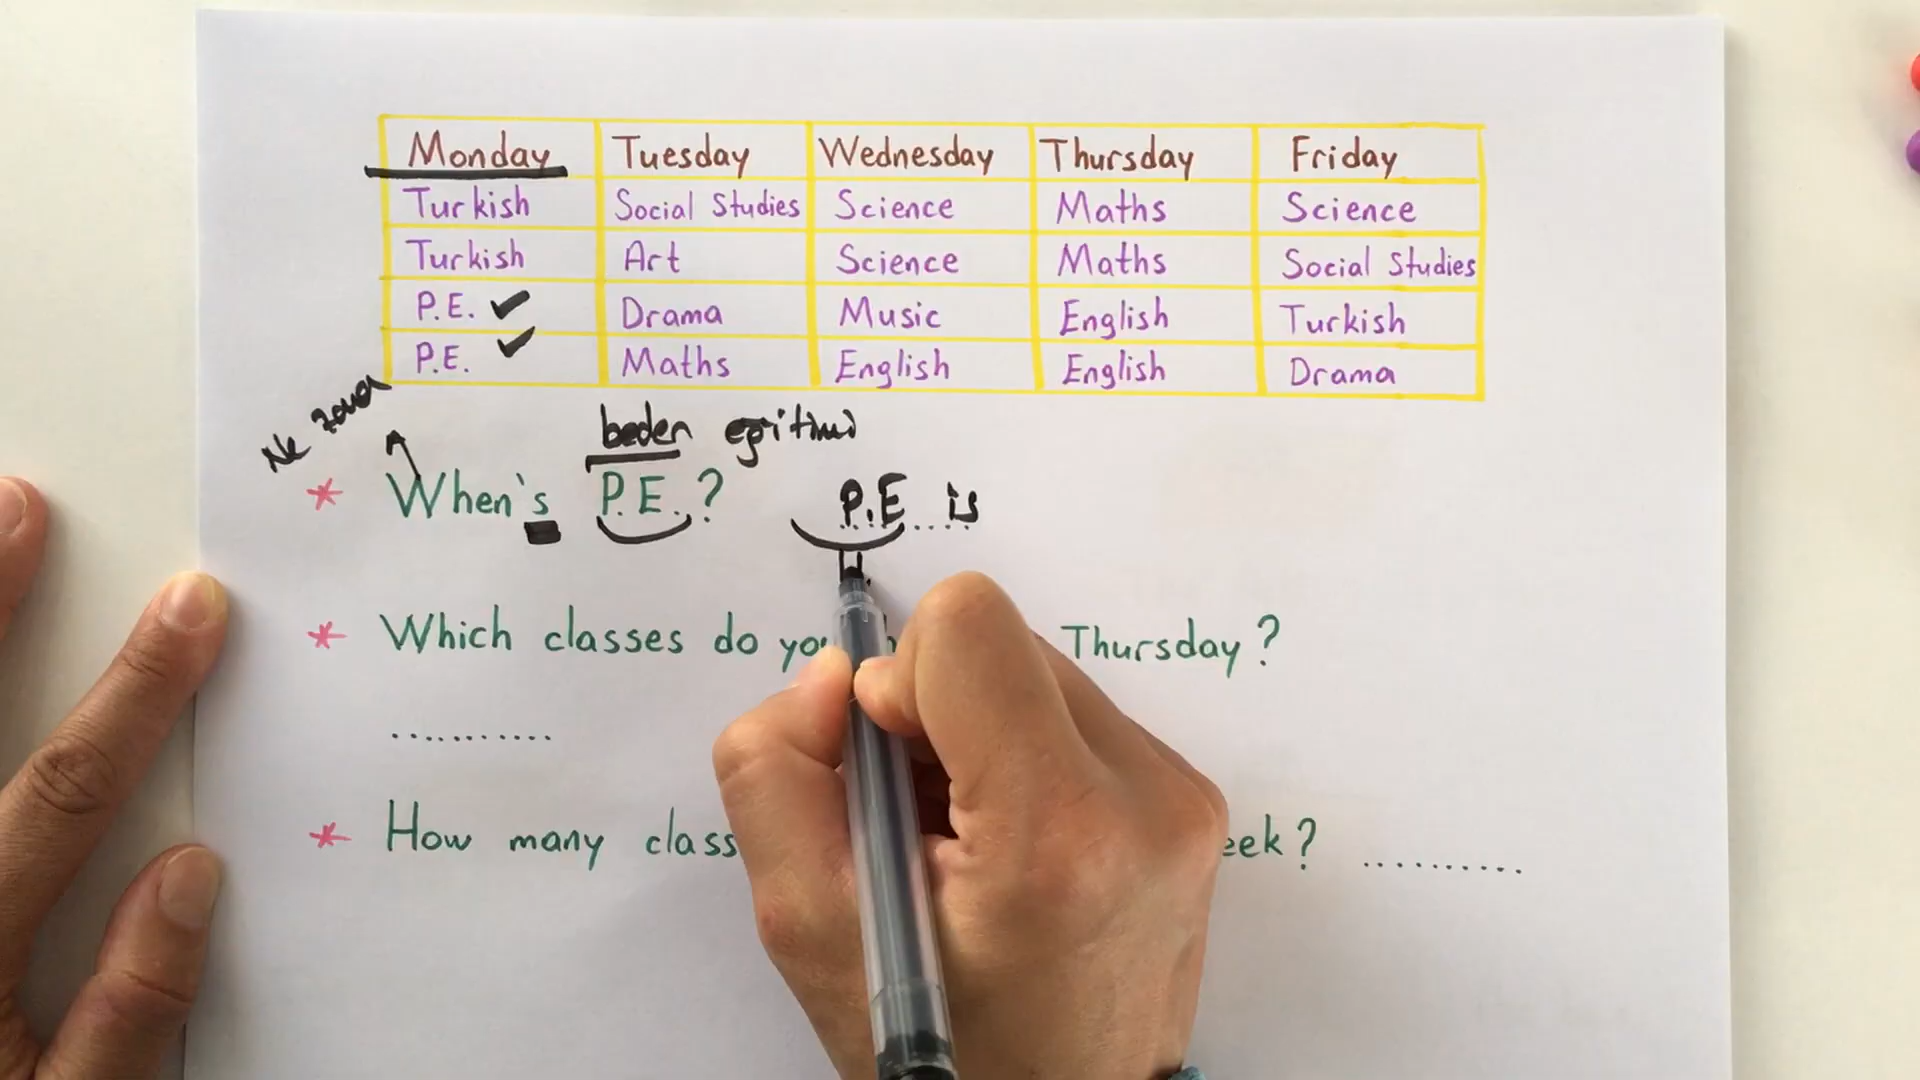 Monday Tuesday Wednesday Thursday Friday
Turkish Social Studies Science Maths Science
Turkish Art Science Maths Social Studies
P.E. ✓ Drama Music English Turkish
P.E. ✓ Maths English English Drama
Ne
beden eğitimi
* When's P.E.? P.E is
* Which classes do you Thursday?
...........
* How many class eek? ..........